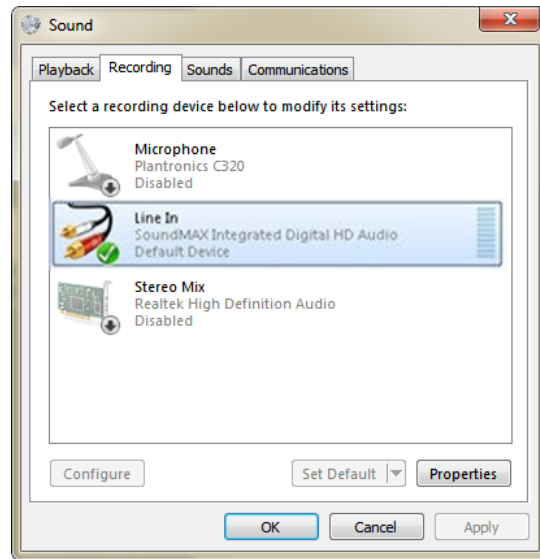 Sound
Playback Recording Sounds Communications
Select a recording device below to modify its settings:
Microphone
Plantronics C320
Disabled
Line In
SoundMAX Integrated Digital HD Audio
Default Device
Stereo Mix
Realtek High Definition Audio
Disabled
Configure Set Default Properties
OK Cancel Apply